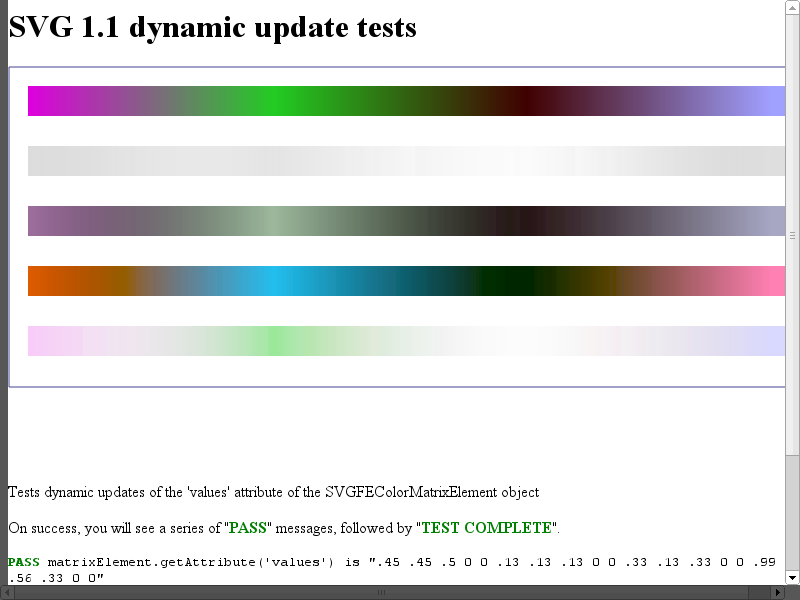 SVG 1.1 dynamic update tests
Tests dynamic updates of the 'values' attribute of the SVGFEColorMatrixElement object
On success, you will see a series of "PASS" messages, followed by "TEST COMPLETE".
PASS matrixElement.getAttribute('values') is ".45 .45 .5 0 0 .13 .13 .13 0 0 .33 .13 .33 0 0 .99
.56 .33 0 0"